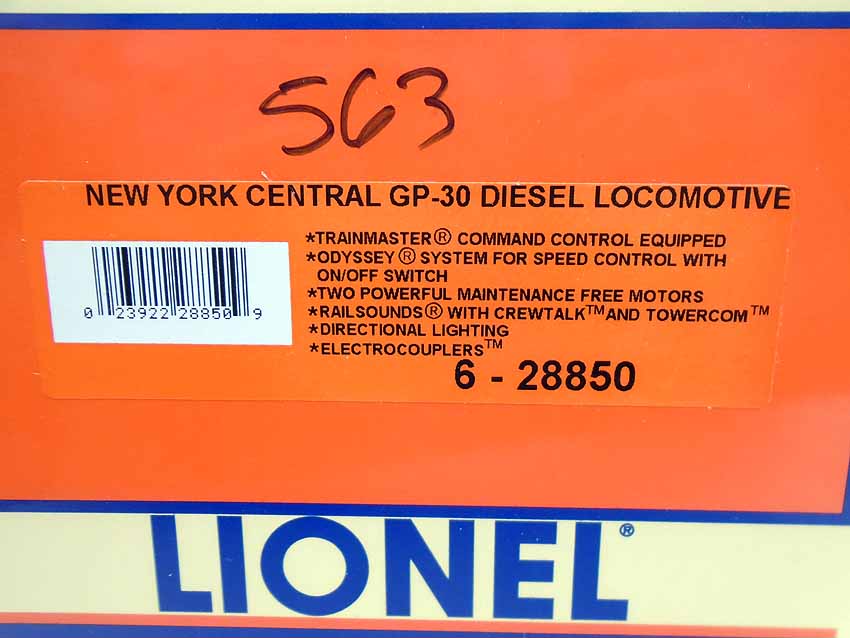 563
NEW YORK CENTRAL GP-30 DIESEL LOCOMOTIVE
*TRAINMASTER® COMMAND CONTROL EQUIPPED
*ODYSSEY® SYSTEM FOR SPEED CONTROL WITH
ON/OFF SWITCH
*TWO POWERFUL MAINTENANCE FREE MOTORS
*RAILSOUNDS® WITH CREWTALK™AND TOWERCOM™
*DIRECTIONAL LIGHTING
*ELECTROCOUPLERS™
0 23922 28850 9
6 - 28850
LIONEL®